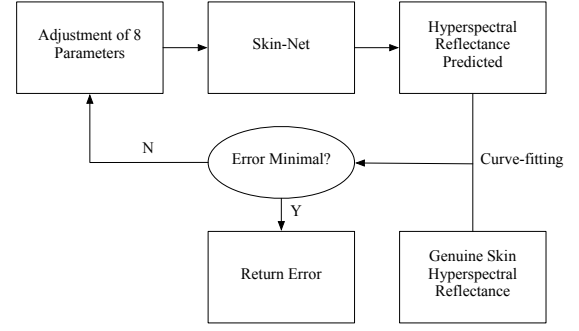 Adjustment of 8
Parameters
Skin-Net
Hyperspectral
Reflectance
Predicted
N
Error Minimal?
Curve-fitting
Y
Return Error
Genuine Skin
Hyperspectral
Reflectance